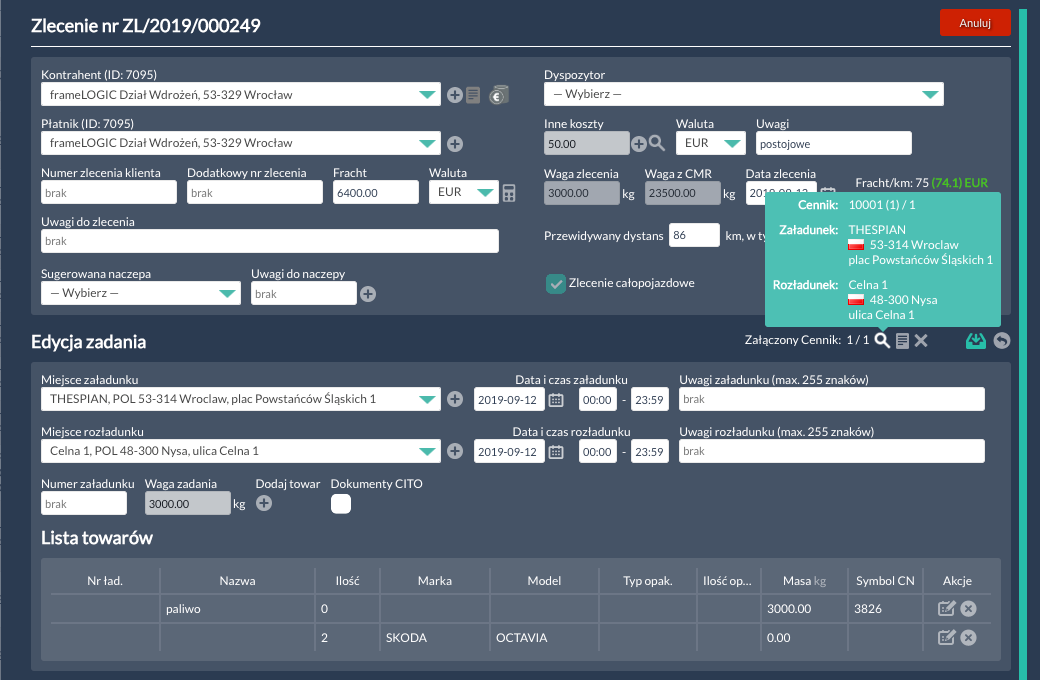 Zlecenie nr ZL/2019/000249
Anuluj
Kontrahent (ID: 7095)
frameLOGIC Dział Wdrożeń, 53-329 Wrocław
Dyspozytor
— Wybierz —
Płatnik (ID: 7095)
frameLOGIC Dział Wdrożeń, 53-329 Wrocław
Inne koszty
Waluta
Uwagi
50.00
EUR
postojowe
Numer zlecenia klienta
Dodatkowy nr zlecenia
Fracht
Waluta
brak
brak
6400.00
EUR
Waga zlecenia
Waga z CMR
Data zlecenia
3000.00 kg
23500.00 kg
Fracht/km: 75 (74.1) EUR
Uwagi do zlecenia
brak
Przewidywany dystans 86 km, w ty
Sugerowana naczepa
Uwagi do naczepy
— Wybierz —
brak
Zlecenie całopojazdowe
Cennik: 10001 (1) / 1
Załadunek: THESPIAN
53-314 Wroclaw
plac Powstańców Śląskich 1
Rozładunek: Celna 1
48-300 Nysa
ulica Celna 1
Edycja zadania
Załączony Cennik: 1 / 1
Miejsce załadunku
Data i czas załadunku
Uwagi załadunku (max. 255 znaków)
THESPIAN, POL 53-314 Wroclaw, plac Powstańców Śląskich 1
2019-09-12
00:00 - 23:59
brak
Miejsce rozładunku
Data i czas rozładunku
Uwagi rozładunku (max. 255 znaków)
Celna 1, POL 48-300 Nysa, ulica Celna 1
2019-09-12
00:00 - 23:59
brak
Numer załadunku
Waga zadania
Dodaj towar
Dokumenty CITO
brak
3000.00 kg
Lista towarów
Nr ład. Nazwa Ilość Marka Model Typ opak. Ilość op... Masa kg Symbol CN Akcje
paliwo 0 3000.00 3826
2 SKODA OCTAVIA 0.00